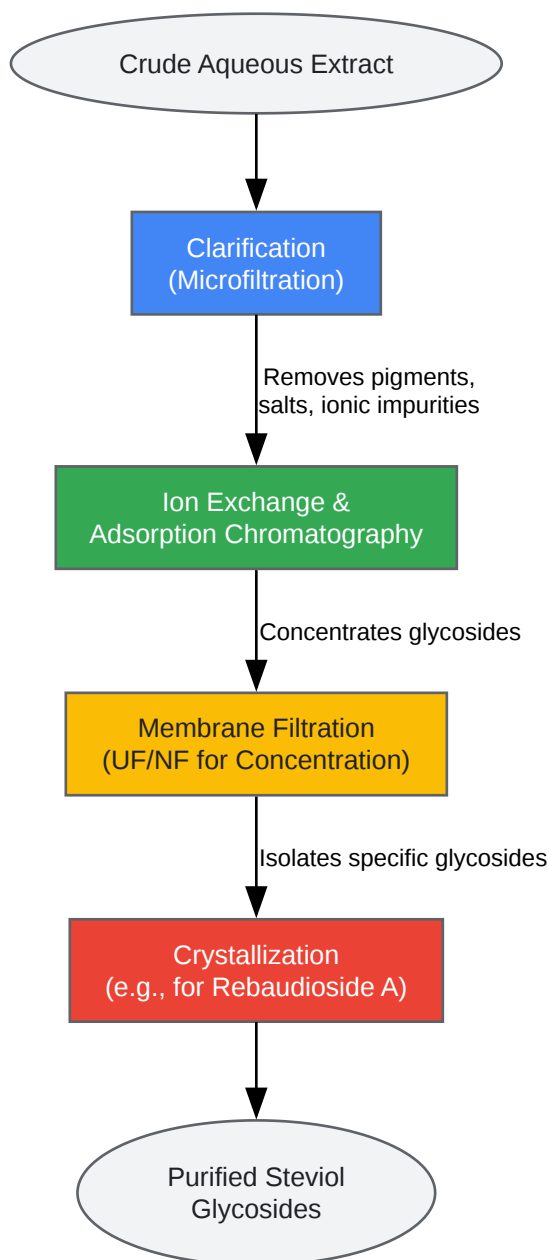 Crude Aqueous Extract
Clarification
(Microfiltration)
Removes pigments,
salts, ionic impurities
Ion Exchange &
Adsorption Chromatography
Concentrates glycosides
Membrane Filtration
(UF/NF for Concentration)
Isolates specific glycosides
Crystallization
(e.g., for Rebaudioside A)
Purified Steviol
Glycosides